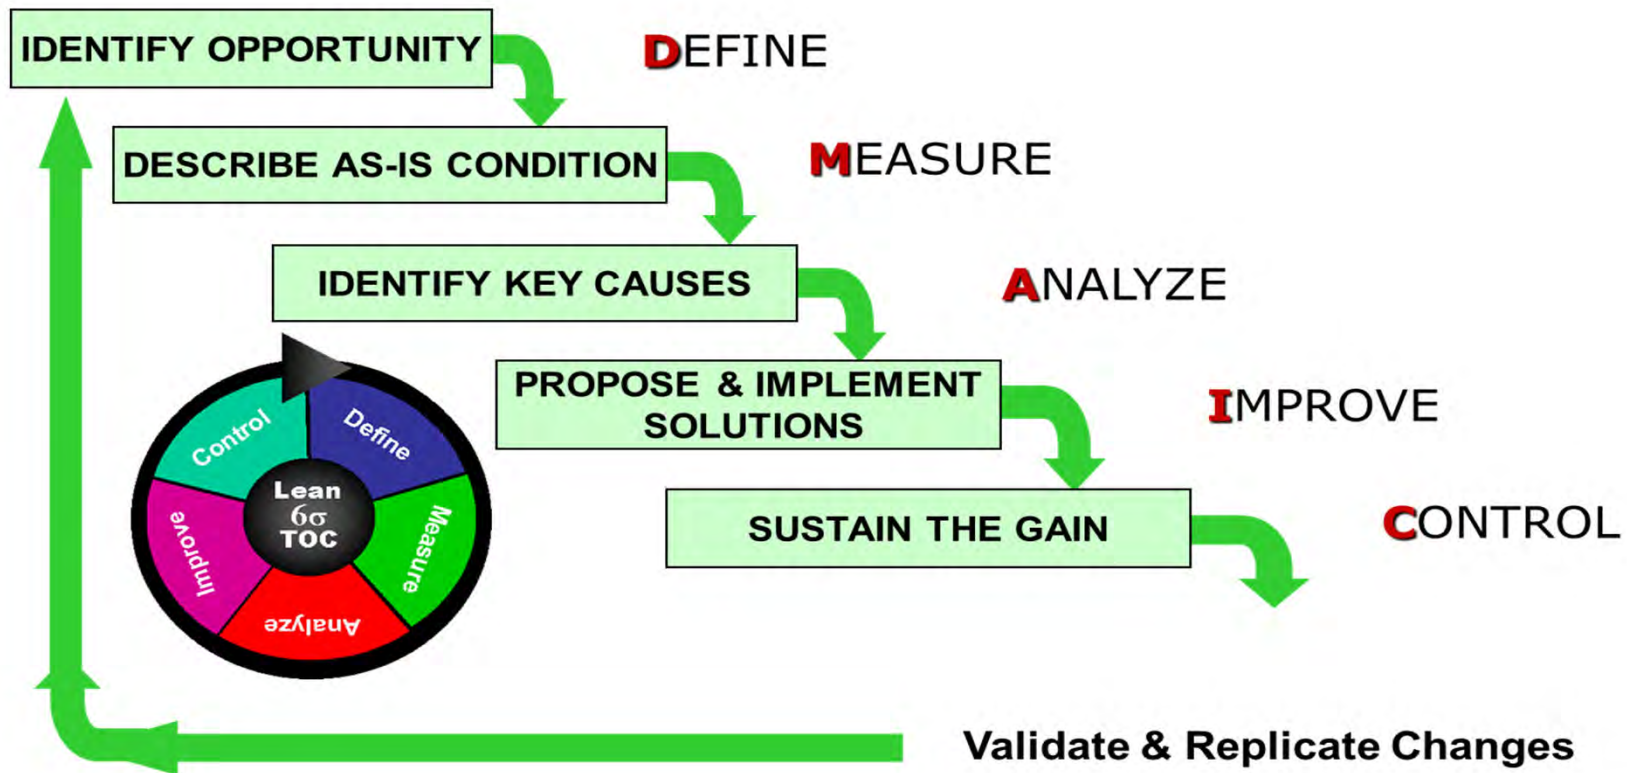 IDENTIFY OPPORTUNITY
DEFINE
DESCRIBE AS-IS CONDITION
MEASURE
IDENTIFY KEY CAUSES
ANALYZE
PROPOSE & IMPLEMENT
SOLUTIONS
IMPROVE
SUSTAIN THE GAIN
CONTROL
Control
Define
Lean
6σ
TOC
Measure
Improve
Analyze
Validate & Replicate Changes